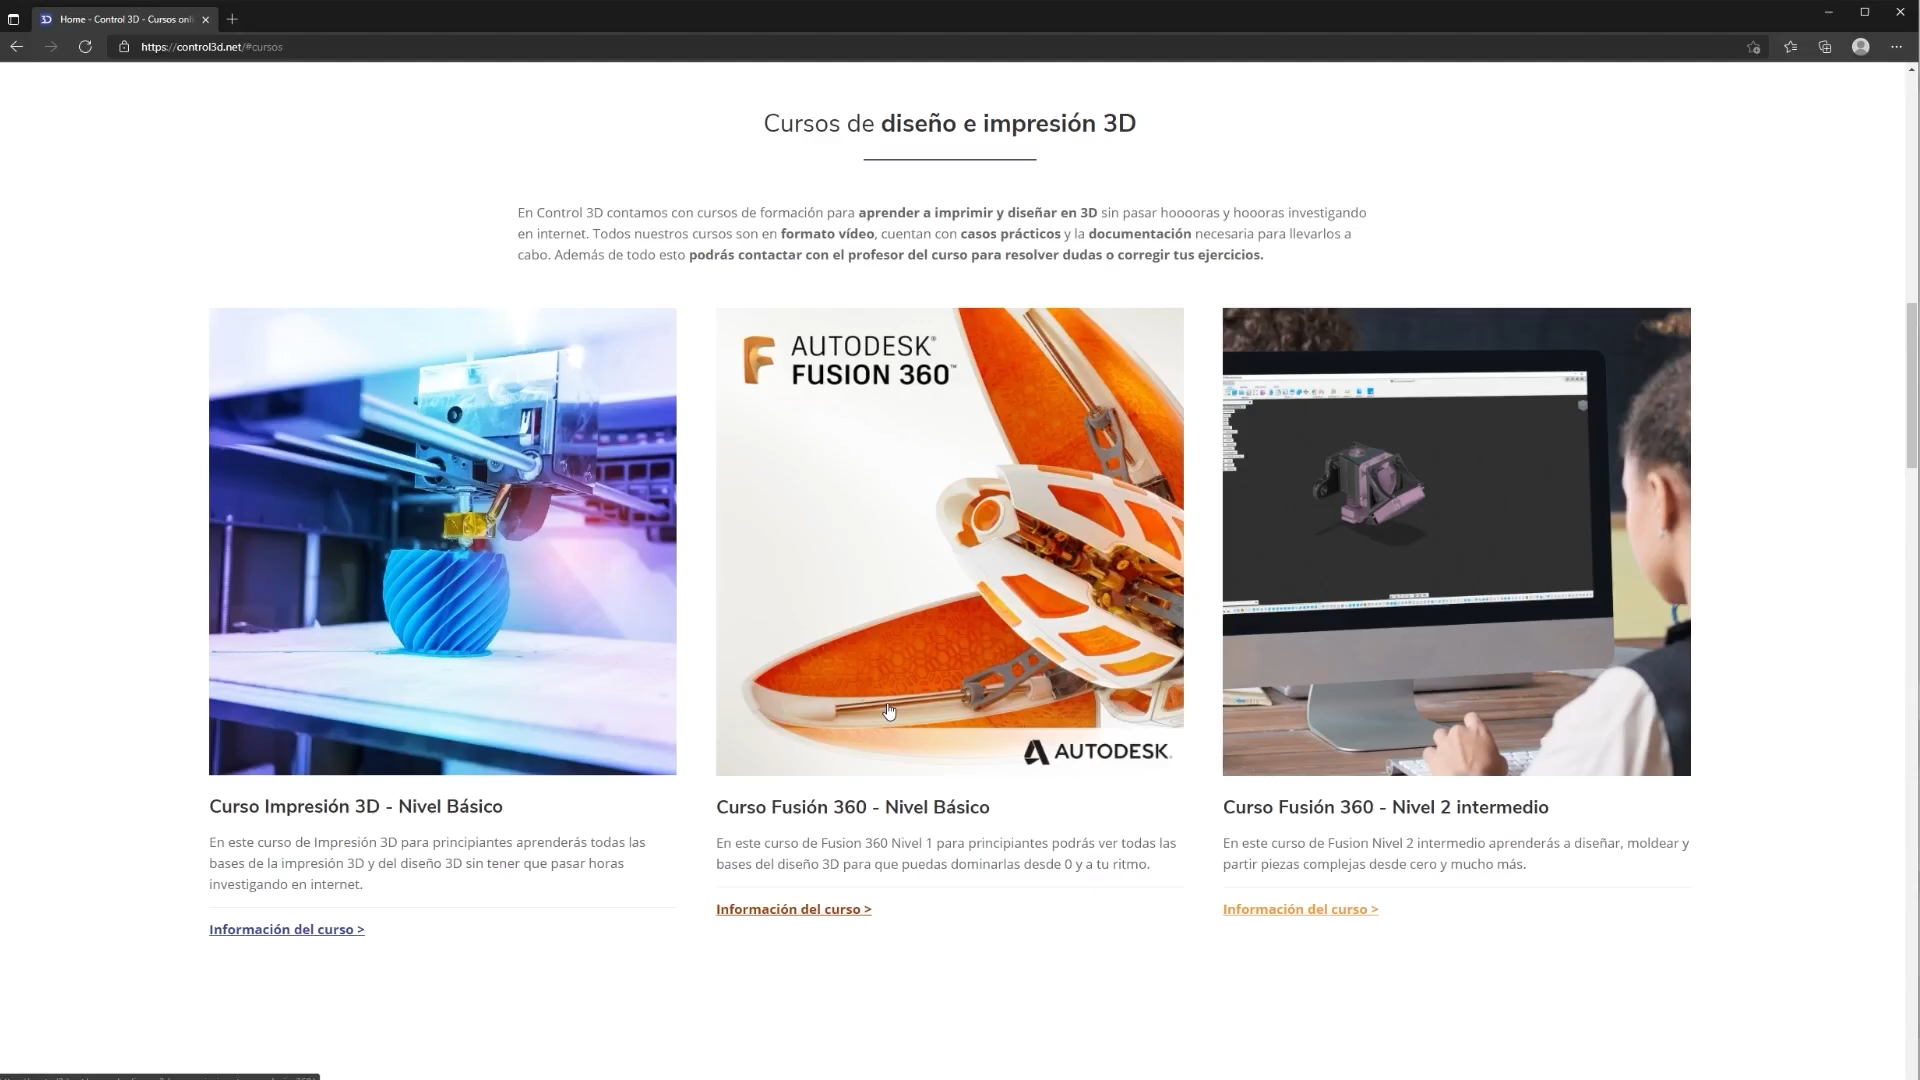 Home - Control 3D - Cursos onl
https://control3d.net/#cursos
Cursos de diseño e impresión 3D
En Control 3D contamos con cursos de formación para aprender a imprimir y diseñar en 3D sin pasar hooooras y hoooras investigando
en internet. Todos nuestros cursos son en formato vídeo, cuentan con casos prácticos y la documentación necesaria para llevarlos a
cabo. Además de todo esto podrás contactar con el profesor del curso para resolver dudas o corregir tus ejercicios.
AUTODESK®
FUSION 360™
AUTODESK.
Curso Impresión 3D - Nivel Básico
En este curso de Impresión 3D para principiantes aprenderás todas las
bases de la impresión 3D y del diseño 3D sin tener que pasar horas
investigando en internet.
Información del curso >
Curso Fusión 360 - Nivel Básico
En este curso de Fusion 360 Nivel 1 para principiantes podrás ver todas las
bases del diseño 3D para que puedas dominarlas desde 0 y a tu ritmo.
Información del curso >
Curso Fusión 360 - Nivel 2 intermedio
En este curso de Fusion Nivel 2 intermedio aprenderás a diseñar, moldear y
partir piezas complejas desde cero y mucho más.
Información del curso >